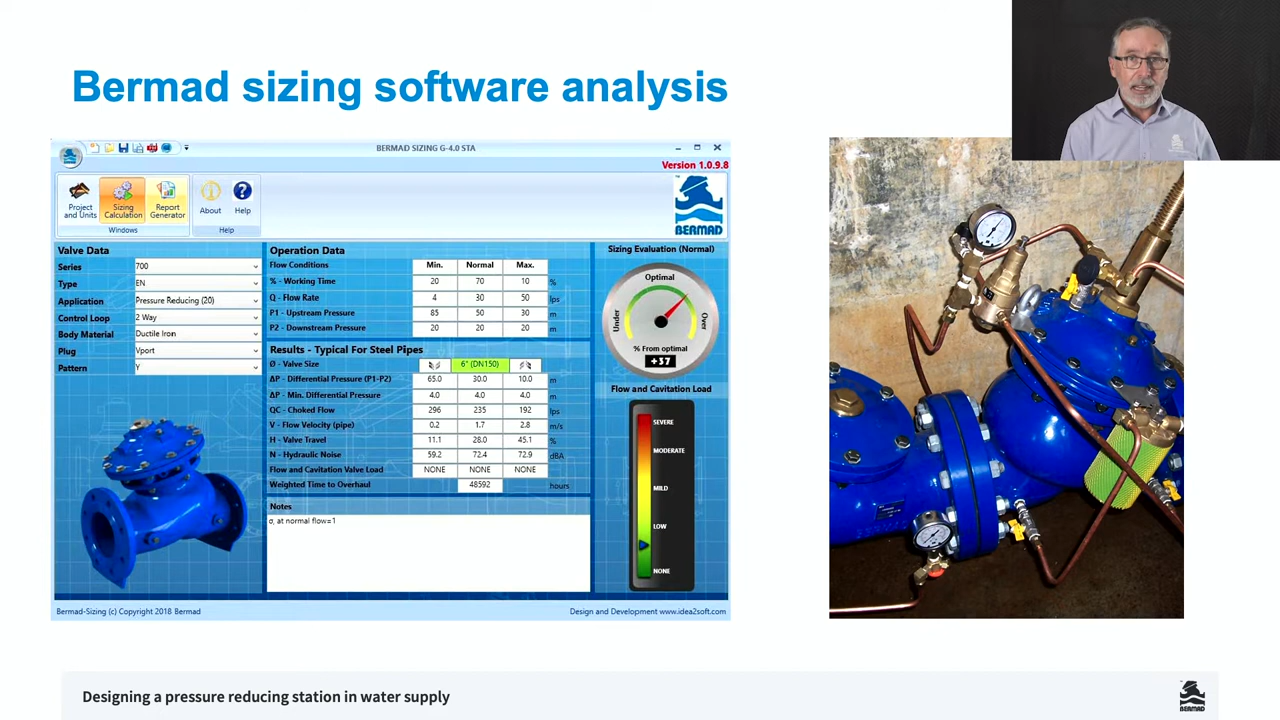 Bermad sizing software analysis
BERMAD SIZING G-4.0 STA
Version 1.0.9.8
Project and Units
Sizing Calculation
Report Generator
About
Help
Windows
Help
BERMAD
Valve Data
Series 700
Type EN
Application Pressure Reducing (20)
Control Loop 2 Way
Body Material Ductile Iron
Plug Vport
Pattern Y
Operation Data
Flow Conditions Min. Normal Max.
% - Working Time 20 70 10 %
Q - Flow Rate 4 30 50 lps
P1 - Upstream Pressure 85 50 30 m
P2 - Downstream Pressure 20 20 20 m
Results - Typical For Steel Pipes
Ø - Valve Size 6" (DN150)
ΔP - Differential Pressure (P1-P2) 65.0 30.0 10.0 m
ΔP - Min. Differential Pressure 4.0 4.0 4.0 m
QC - Choked Flow 296 235 192 lps
V - Flow Velocity (pipe) 0.2 1.7 2.8 m/s
H - Valve Travel 11.1 28.0 45.1 %
N - Hydraulic Noise 59.2 72.4 72.9 dBA
Flow and Cavitation Valve Load NONE NONE NONE
Weighted Time to Overhaul 48592 hours
Notes
σ, at normal flow=1
Sizing Evaluation (Normal)
Optimal
Under
Over
% From optimal
+37
Flow and Cavitation Load
SEVERE
MODERATE
MILD
LOW
NONE
Bermad-Sizing (c) Copyright 2018 Bermad
Design and Development www.idea2soft.com
Designing a pressure reducing station in water supply
BERMAD